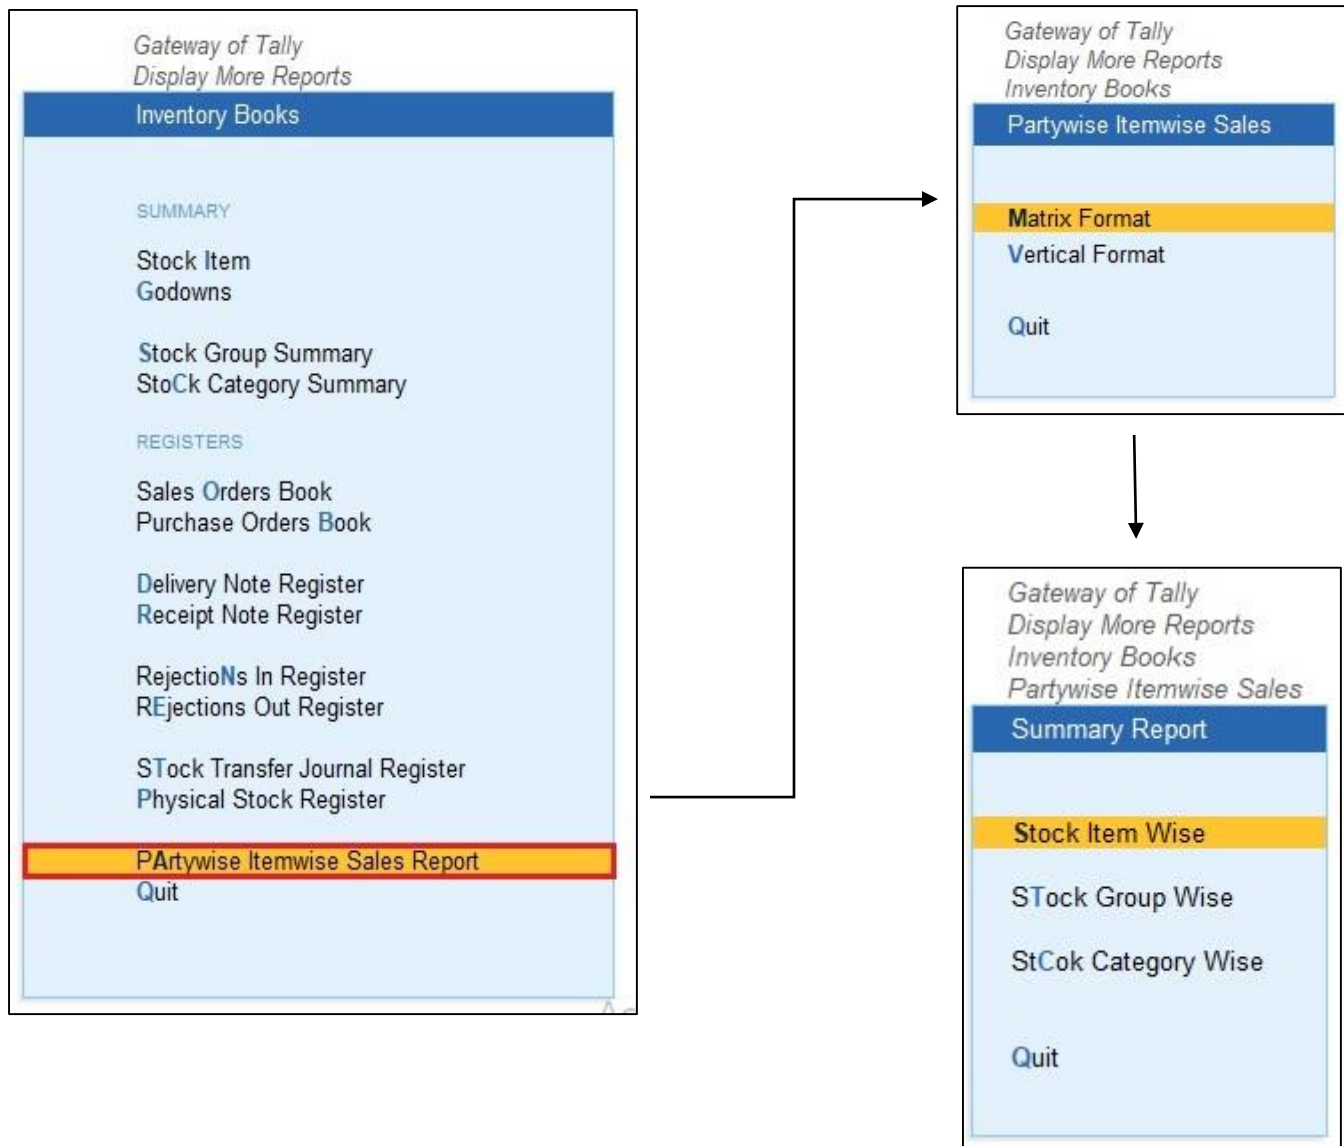 Gateway of Tally
Display More Reports
Inventory Books
SUMMARY
Stock Item
Godowns
Stock Group Summary
StoCk Category Summary
REGISTERS
Sales Orders Book
Purchase Orders Book
Delivery Note Register
Receipt Note Register
RejectioNs In Register
REjections Out Register
STock Transfer Journal Register
Physical Stock Register
PArtywise Itemwise Sales Report
Quit
Gateway of Tally
Display More Reports
Inventory Books
Partywise Itemwise Sales
Matrix Format
Vertical Format
Quit
Gateway of Tally
Display More Reports
Inventory Books
Partywise Itemwise Sales
Summary Report
Stock Item Wise
STock Group Wise
StCok Category Wise
Quit